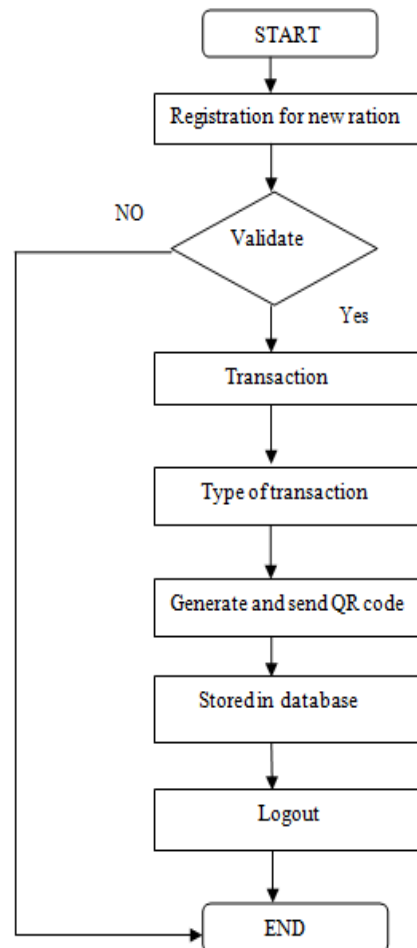 START
Registration for new ration
NO
Validate
Yes
Transaction
Type of transaction
Generate and send QR code
Stored in database
Logout
END